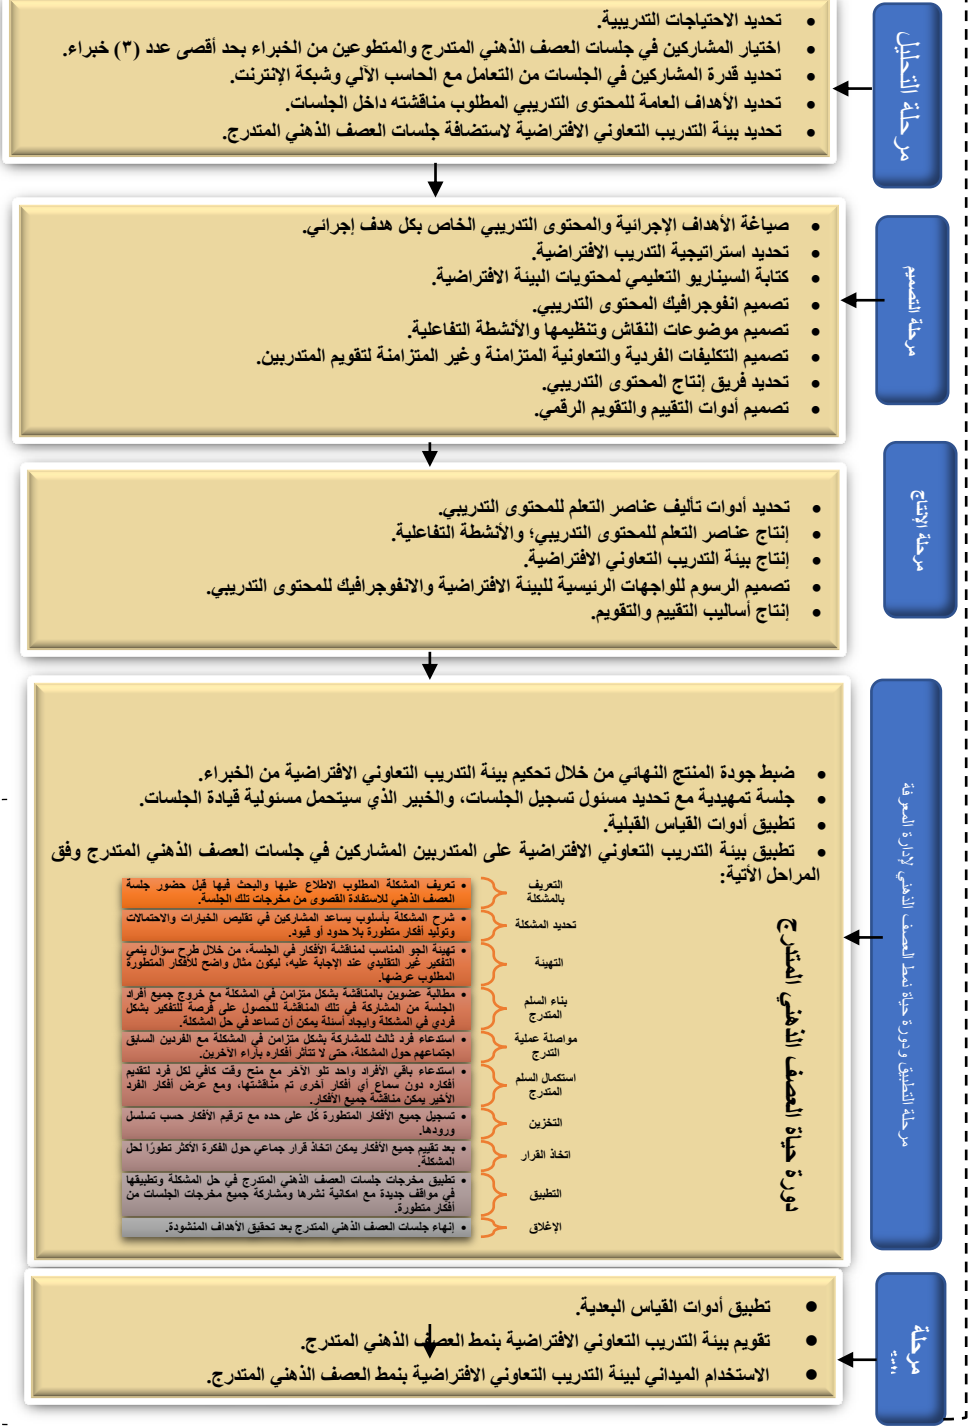 مرحلة التحليل
• تحديد الاحتياجات التدريبية.
• اختيار المشاركين في جلسات العصف الذهني المتدرج والمتطوعين من الخبراء بحد أقصى عدد (٣) خبراء.
• تحديد قدرة المشاركين في الجلسات من التعامل مع الحاسب الآلي وشبكة الإنترنت.
• تحديد الأهداف العامة للمحتوى التدريبي المطلوب مناقشته داخل الجلسات.
• تحديد بيئة التدريب التعاوني الافتراضية لاستضافة جلسات العصف الذهني المتدرج.
مرحلة التصميم
• صياغة الأهداف الإجرائية والمحتوى التدريبي الخاص بكل هدف إجرائي.
• تحديد استراتيجية التدريب الافتراضية.
• كتابة السيناريو التعليمي لمحتويات البيئة الافتراضية.
• تصميم انفوجرافيك المحتوى التدريبي.
• تصميم موضوعات النقاش وتنظيمها والأنشطة التفاعلية.
• تصميم التكليفات الفردية والتعاونية المتزامنة وغير المتزامنة لتقويم المتدربين.
• تحديد فريق إنتاج المحتوى التدريبي.
• تصميم أدوات التقييم والتقويم الرقمي.
مرحلة الإنتاج
• تحديد أدوات تأليف عناصر التعلم للمحتوى التدريبي.
• إنتاج عناصر التعلم للمحتوى التدريبي؛ والأنشطة التفاعلية.
• إنتاج بيئة التدريب التعاوني الافتراضية.
• تصميم الرسوم للواجهات الرئيسية للبيئة الافتراضية والانفوجرافيك للمحتوى التدريبي.
• إنتاج أساليب التقييم والتقويم.
مرحلة التطبيق ودورة حياة نمط العصف الذهني لإدارة المعرفة
• ضبط جودة المنتج النهائي من خلال تحكيم بيئة التدريب التعاوني الافتراضية من الخبراء.
• جلسة تمهيدية مع تحديد مسئول تسجيل الجلسات، والخبير الذي سيتحمل مسئولية قيادة الجلسات.
• تطبيق أدوات القياس القبلية.
• تطبيق بيئة التدريب التعاوني الافتراضية على المتدربين المشاركين في جلسات العصف الذهني المتدرج وفق
المراحل الآتية:
دورة حياة العصف الذهني المتدرج
التعريف
بالمشكلة
• تعريف المشكلة المطلوب الاطلاع عليها والبحث فيها قبل حضور جلسة
العصف الذهني للاستفادة القصوى من مخرجات تلك الجلسة.
تحديد المشكلة
• شرح المشكلة بأسلوب يساعد المشاركين في تقليص الخيارات والاحتمالات
وتوليد أفكار متطورة بلا حدود أو قيود.
التهيئة
• تهيئة الجو المناسب لمناقشة الأفكار في الجلسة، من خلال طرح سؤال ينمي
التفكير غير التقليدي عند الإجابة عليه، ليكون مثال واضح للأفكار المتطورة
المطلوب عرضها.
بناء السلم
المتدرج
• مطالبة عضوين بالمناقشة بشكل متزامن في المشكلة مع خروج جميع أفراد
الجلسة من المشاركة في تلك المناقشة للحصول على فرصة للتفكير بشكل
فردي في المشكلة وايجاد أسئلة يمكن أن تساعد في حل المشكلة.
مواصلة عملية
التدرج
• استدعاء فرد ثالث للمشاركة بشكل متزامن في المشكلة مع الفردين السابق
اجتماعهم حول المشكلة، حتى لا تتأثر أفكاره بآراء الآخرين.
استكمال السلم
المتدرج
• استدعاء باقي الأفراد واحد تلو الآخر مع منح وقت كافي لكل فرد لتقديم
أفكاره دون سماع أي أفكار أخرى تم مناقشتها، ومع عرض أفكار الفرد
الأخير يمكن مناقشة جميع الأفكار.
التخزين
• تسجيل جميع الأفكار المتطورة كُل على حده مع ترقيم الأفكار حسب تسلسل
ورودها.
اتخاذ القرار
• بعد تقييم جميع الأفكار يمكن اتخاذ قرار جماعي حول الفكرة الأكثر تطورًا لحل
المشكلة.
التطبيق
• تطبيق مخرجات جلسات العصف الذهني المتدرج في حل المشكلة وتطبيقها
في مواقف جديدة مع امكانية نشرها ومشاركة جميع مخرجات الجلسات من
أفكار متطورة.
الإغلاق
• إنهاء جلسات العصف الذهني المتدرج بعد تحقيق الأهداف المنشودة.
مرحلة
• تطبيق أدوات القياس البعدية.
• تقويم بيئة التدريب التعاوني الافتراضية بنمط العصف الذهني المتدرج.
• الاستخدام الميداني لبيئة التدريب التعاوني الافتراضية بنمط العصف الذهني المتدرج.